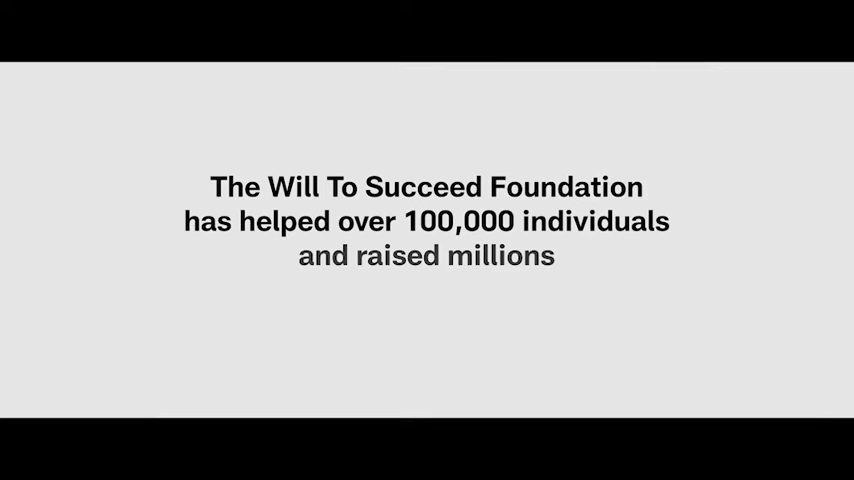 The Will To Succeed Foundation
has helped over 100,000 individuals
and raised millions